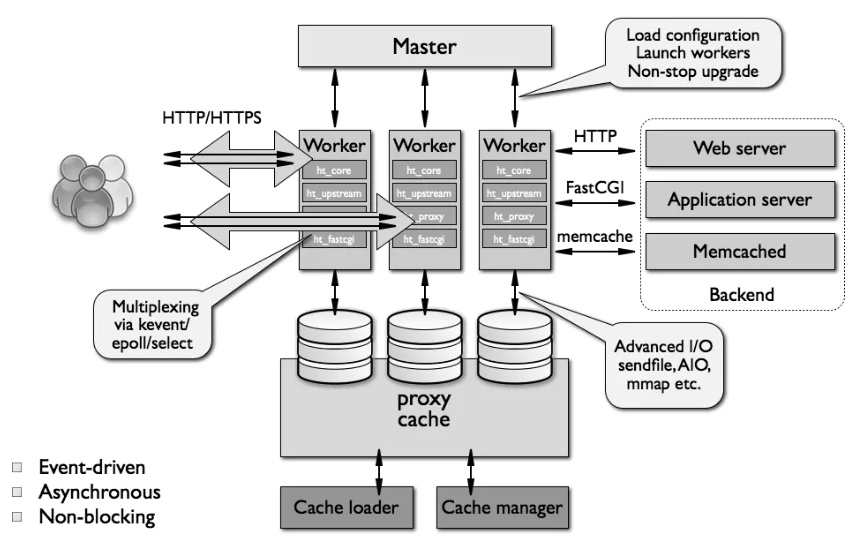 Master
Load configuration
Launch workers
Non-stop upgrade
HTTP/HTTPS
Worker
ht_core
ht_upstream
ht_fastcgi
Worker
ht_core
ht_upstream
ht_proxy
ht_fastcgi
Worker
ht_core
ht_upstream
ht_proxy
ht_fastcgi
HTTP
FastCGI
memcache
Web server
Application server
Memcached
Backend
Multiplexing
via kevent/
epoll/select
Advanced I/O
sendfile, AIO,
mmap etc.
proxy
cache
Event-driven
Asynchronous
Non-blocking
Cache loader
Cache manager